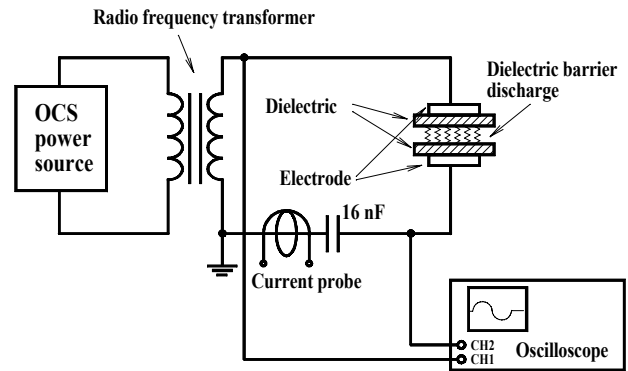 Radio frequency transformer
OCS
power
source
Dielectric
Electrode
Dielectric barrier
discharge
16 nF
Current probe
CH2
CH1
Oscilloscope